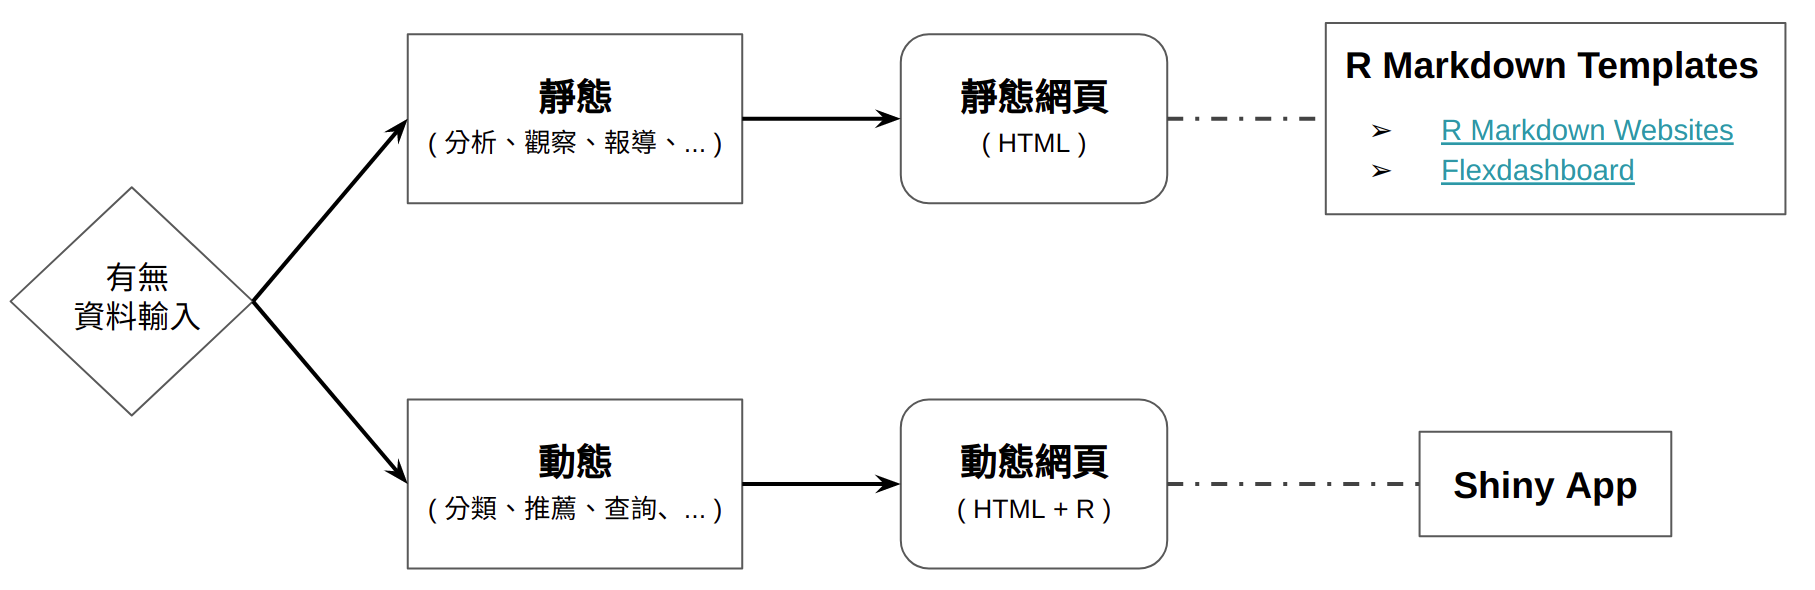 有無
資料輸入
靜態
( 分析、觀察、報導、... )
靜態網頁
( HTML )
R Markdown Templates
➢ R Markdown Websites
➢ Flexdashboard
動態
( 分類、推薦、查詢、... )
動態網頁
( HTML + R )
Shiny App